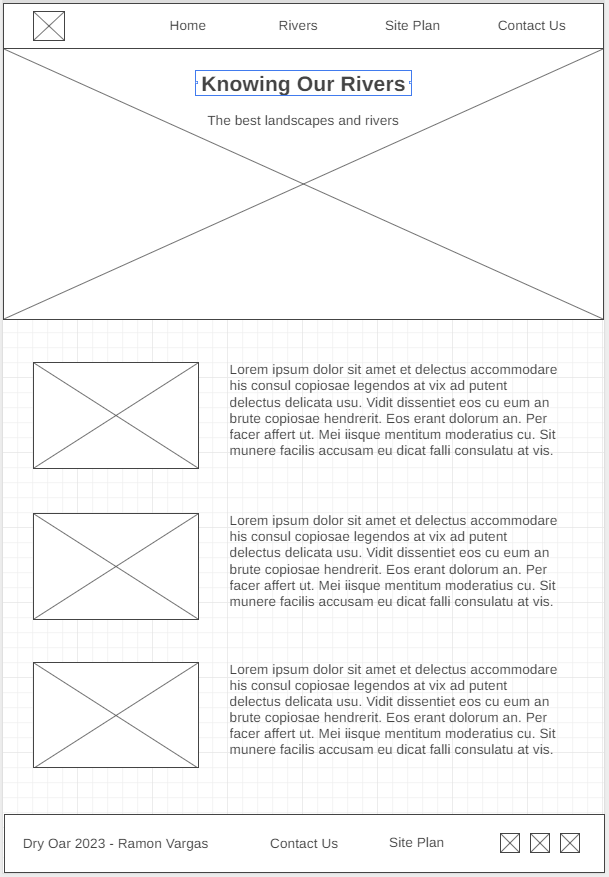 Home Rivers Site Plan Contact Us
Knowing Our Rivers
The best landscapes and rivers
Lorem ipsum dolor sit amet et delectus accommodare
his consul copiosae legendos at vix ad putent
delectus delicata usu. Vidit dissentiet eos cu eum an
brute copiosae hendrerit. Eos erant dolorum an. Per
facer affert ut. Mei iisque mentitum moderatius cu. Sit
munere facilis accusam eu dicat falli consulatu at vis.
Lorem ipsum dolor sit amet et delectus accommodare
his consul copiosae legendos at vix ad putent
delectus delicata usu. Vidit dissentiet eos cu eum an
brute copiosae hendrerit. Eos erant dolorum an. Per
facer affert ut. Mei iisque mentitum moderatius cu. Sit
munere facilis accusam eu dicat falli consulatu at vis.
Lorem ipsum dolor sit amet et delectus accommodare
his consul copiosae legendos at vix ad putent
delectus delicata usu. Vidit dissentiet eos cu eum an
brute copiosae hendrerit. Eos erant dolorum an. Per
facer affert ut. Mei iisque mentitum moderatius cu. Sit
munere facilis accusam eu dicat falli consulatu at vis.
Dry Oar 2023 - Ramon Vargas Contact Us Site Plan